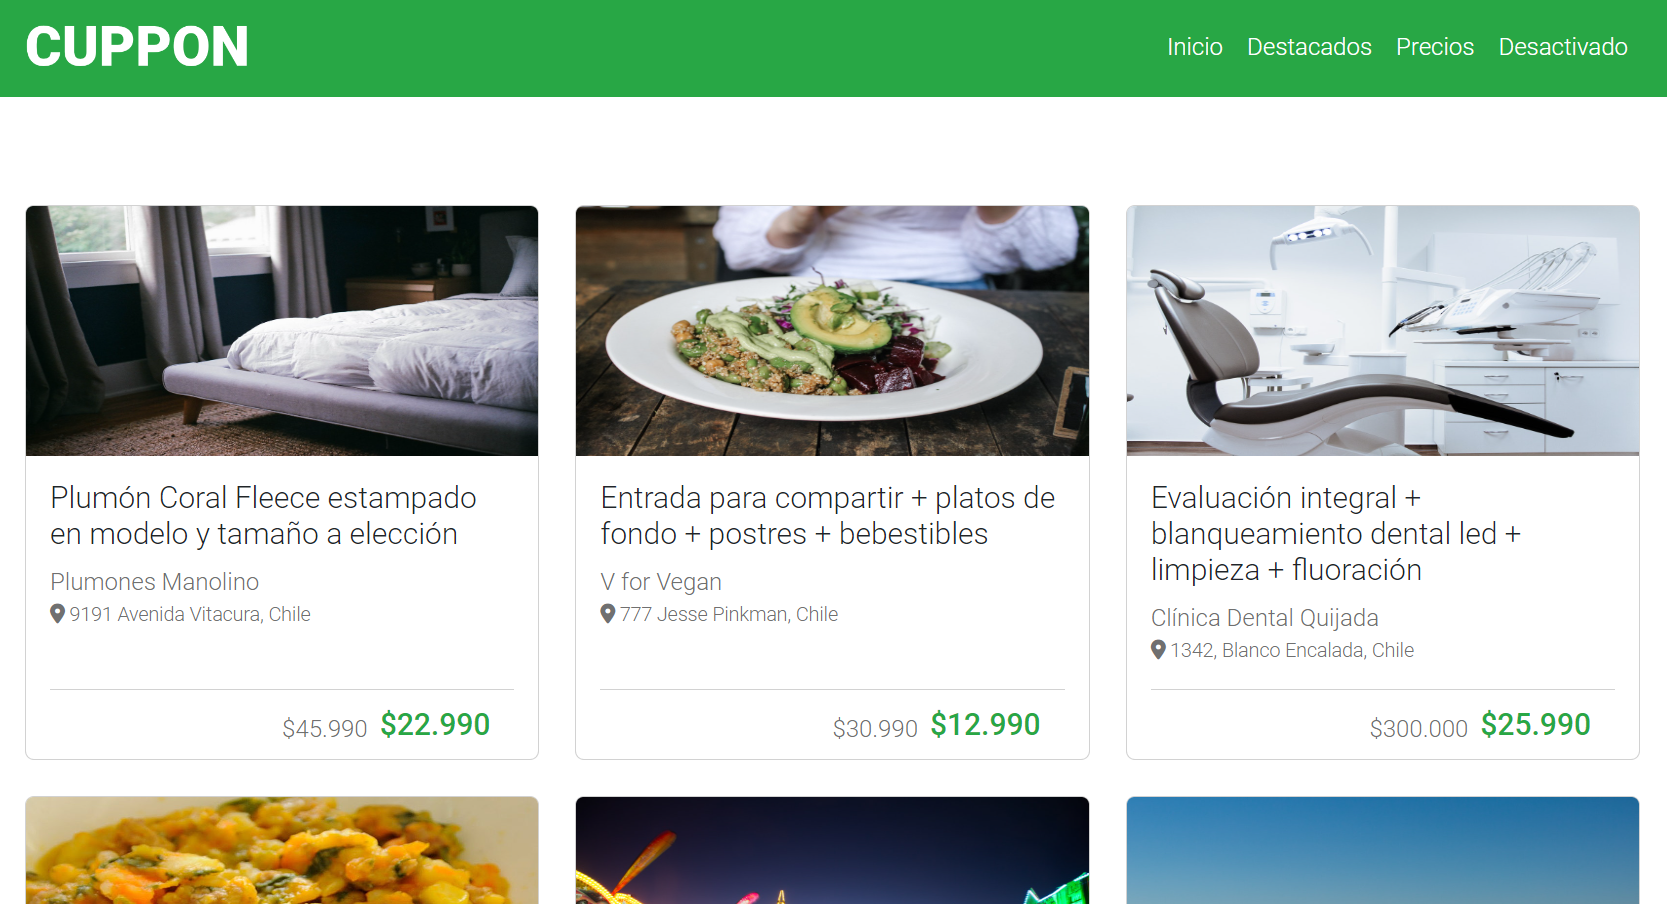 CUPPON
Inicio Destacados Precios Desactivado
Plumón Coral Fleece estampado
en modelo y tamaño a elección
Plumones Manolino
9191 Avenida Vitacura, Chile
$45.990 $22.990
Entrada para compartir + platos de
fondo + postres + bebestibles
V for Vegan
777 Jesse Pinkman, Chile
$30.990 $12.990
Evaluación integral +
blanqueamiento dental led +
limpieza + fluoración
Clínica Dental Quijada
1342, Blanco Encalada, Chile
$300.000 $25.990